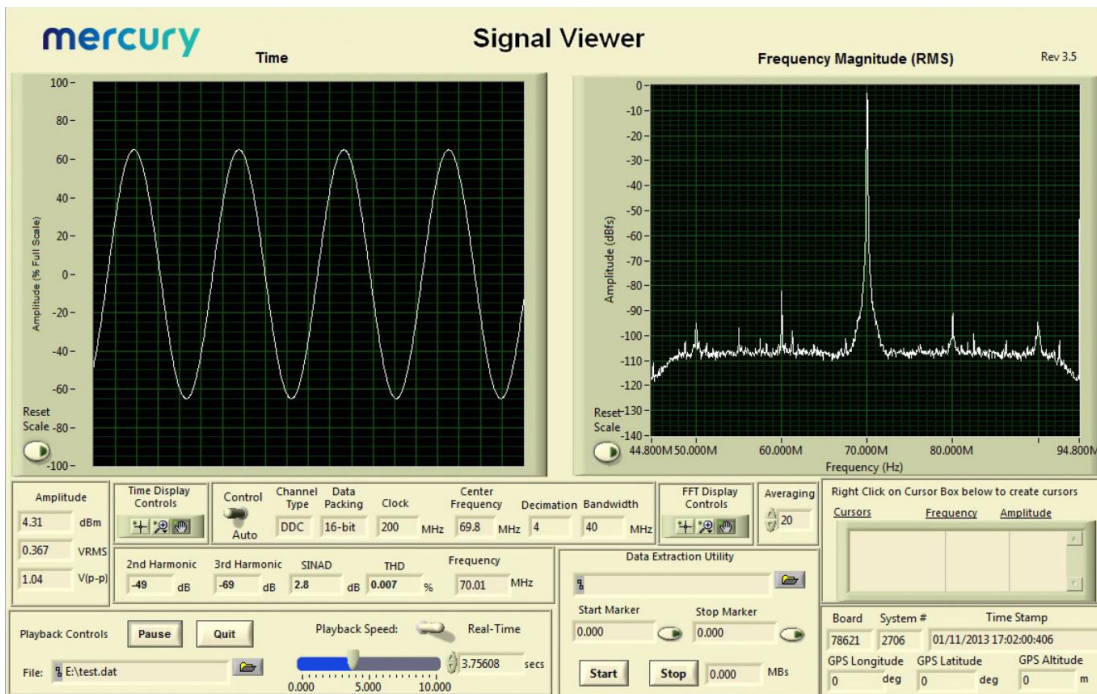 mercury
Signal Viewer
Time
Frequency Magnitude (RMS)
Rev 3.5
Amplitude (% Full Scale)
100
80
60
40
20
0
-20
-40
-60
-80
-100
Reset
Scale
Amplitude (dBfs)
0
-10
-20
-30
-40
-50
-60
-70
-80
-90
-100
-110
-120
-130
-140
Reset
Scale
44.800M 50.000M 60.000M 70.000M 80.000M 94.800M
Frequency (Hz)
Amplitude
4.31 dBm
0.367 VRMS
1.04 V(p-p)
Time Display
Controls
Control
Auto
Channel
Type
DDC
Data
Packing
16-bit
Clock
200 MHz
Center
Frequency
69.8 MHz
Decimation
4
Bandwidth
40 MHz
FFT Display
Controls
Averaging
20
Right Click on Cursor Box below to create cursors
Cursors Frequency Amplitude
2nd Harmonic
-49 dB
3rd Harmonic
-69 dB
SINAD
2.8 dB
THD
0.007 %
Frequency
70.01 MHz
Data Extraction Utility
Start Marker
0.000
Stop Marker
0.000
Start
Stop
0.000 MBs
Playback Controls
Pause
Quit
Playback Speed:
Real-Time
File: E:\test.dat
0.000 5.000 10.000
3.75608 secs
Board System # Time Stamp
78621 2706 01/11/2013 17:02:00:406
GPS Longitude GPS Latitude GPS Altitude
0 deg 0 deg 0 m